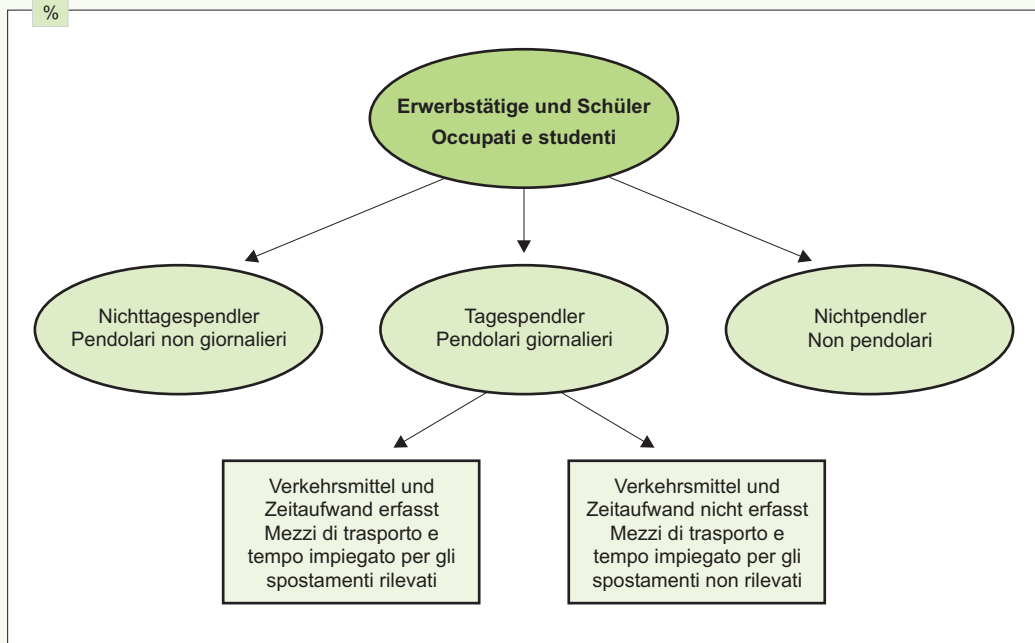 %
Erwerbstätige und Schüler
Occupati e studenti
Nichttagespendler
Pendolari non giornalieri
Tagespendler
Pendolari giornalieri
Nichtpendler
Non pendolari
Verkehrsmittel und
Zeitaufwand erfasst
Mezzi di trasporto e
tempo impiegato per gli
spostamenti rilevati
Verkehrsmittel und
Zeitaufwand nicht erfasst
Mezzi di trasporto e
tempo impiegato per gli
spostamenti non rilevati